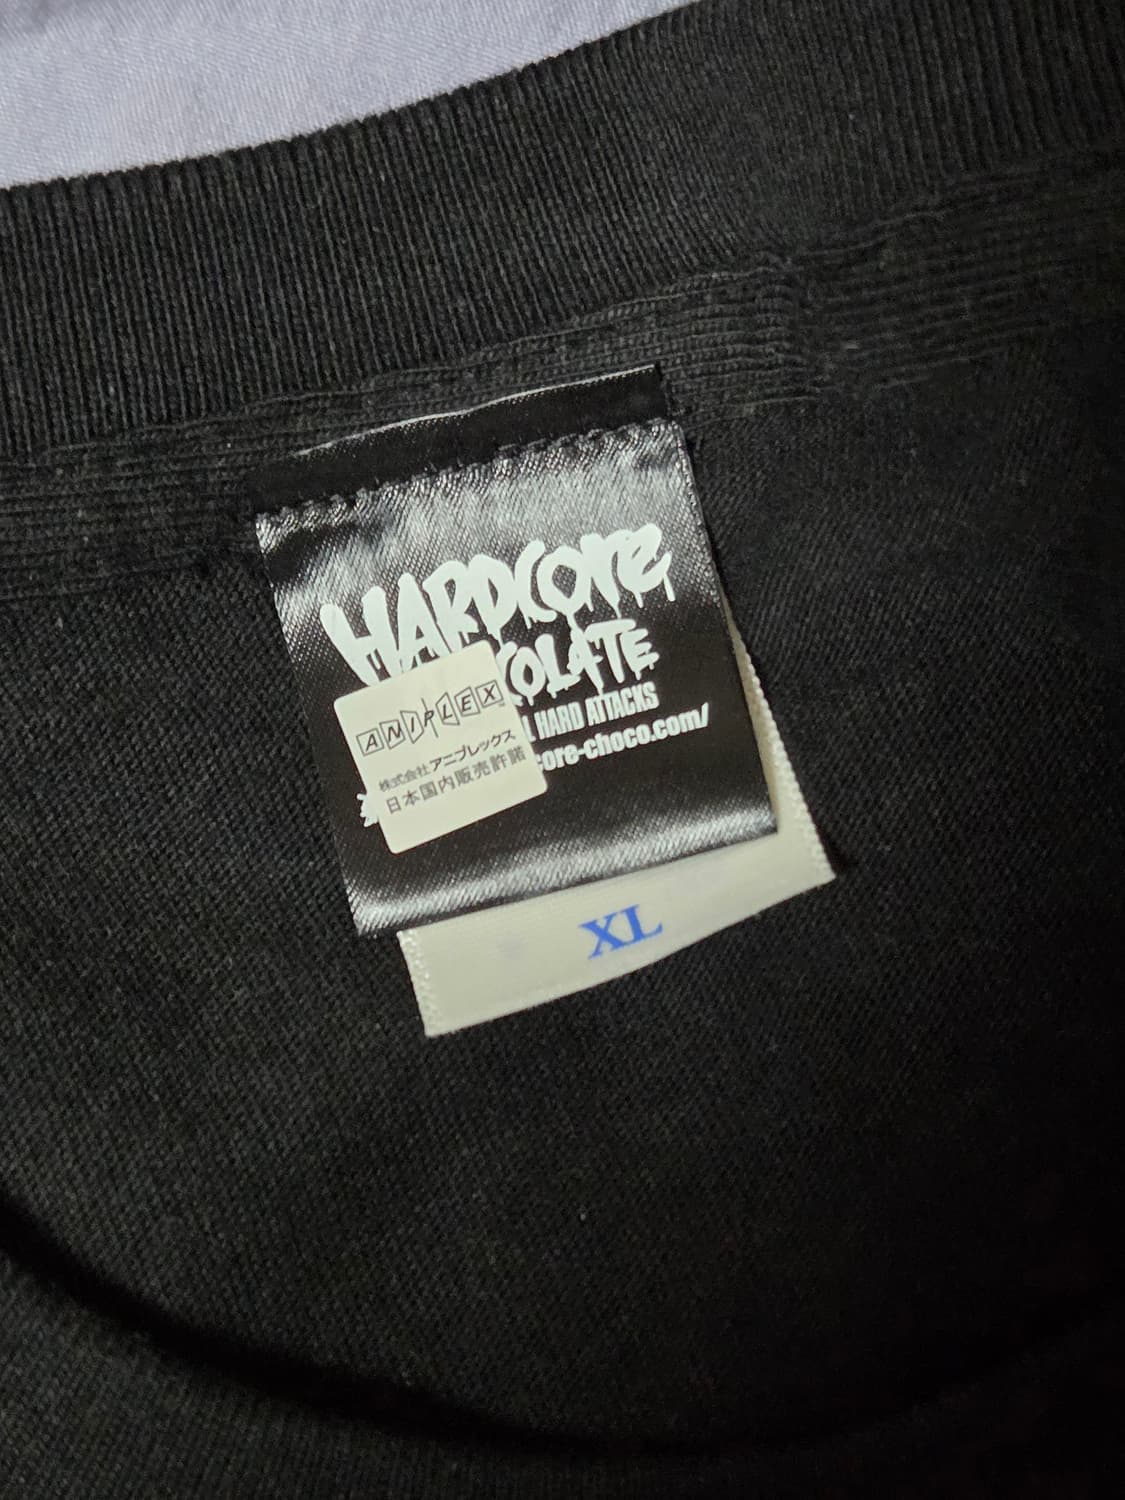 HARDCORE
COLATE
HARD ATTACKS
core-choco.com/
ANIPLEX
株式会社アニプレックス
日本国内販売許諾
XL